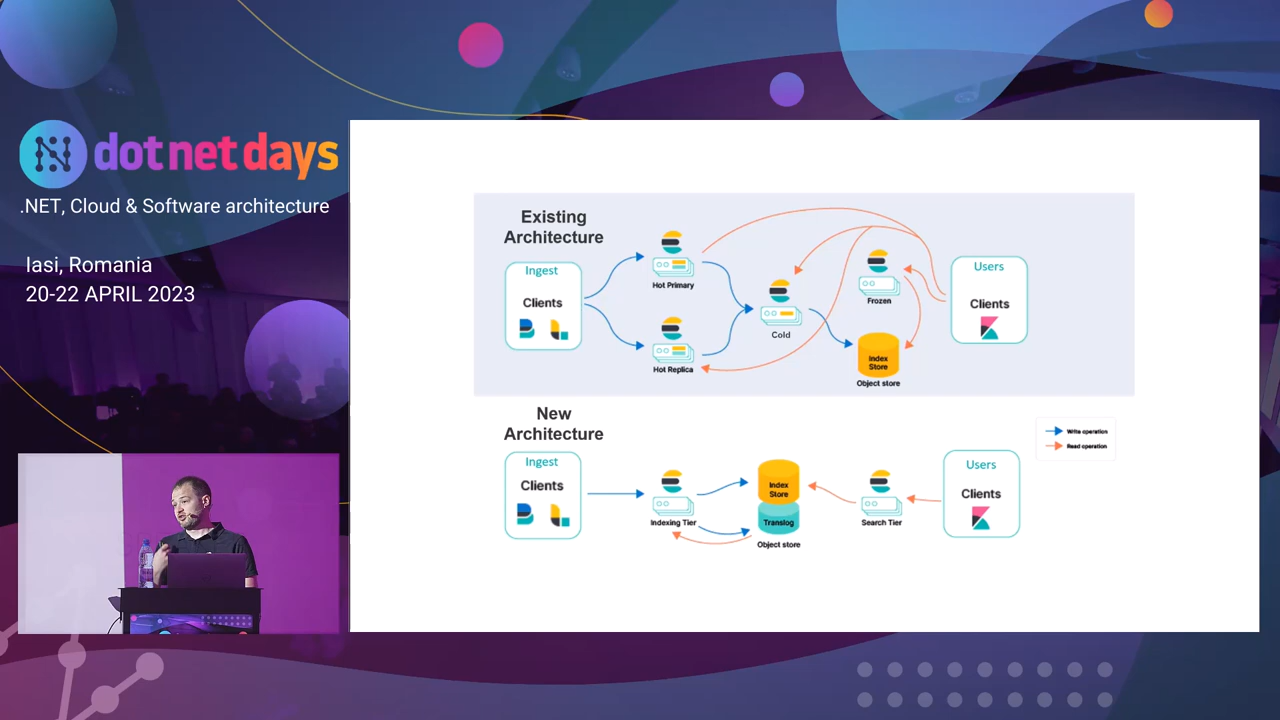 dotnetdays
.NET, Cloud & Software architecture
Iasi, Romania
20-22 APRIL 2023
Existing
Architecture
Ingest
Clients
Hot Primary
Hot Replica
Cold
Frozen
Index
Store
Object store
Users
Clients
New
Architecture
Ingest
Clients
Indexing Tier
Index
Store
Translog
Object store
Search Tier
Users
Clients
Write operation
Read operation